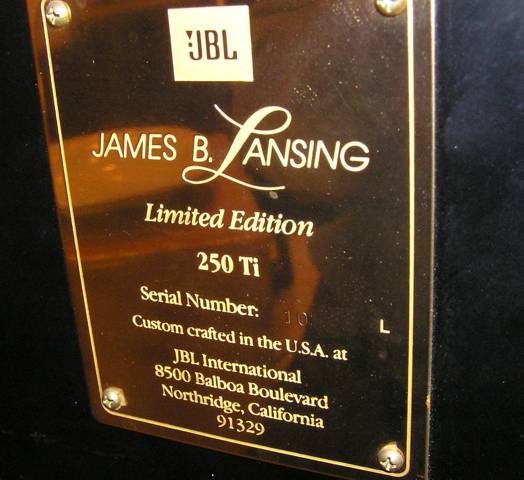 JBL
JAMES B. LANSING
Limited Edition
250 Ti
Serial Number: 10 L
Custom crafted in the U.S.A. at
JBL International
8500 Balboa Boulevard
Northridge, California
91329